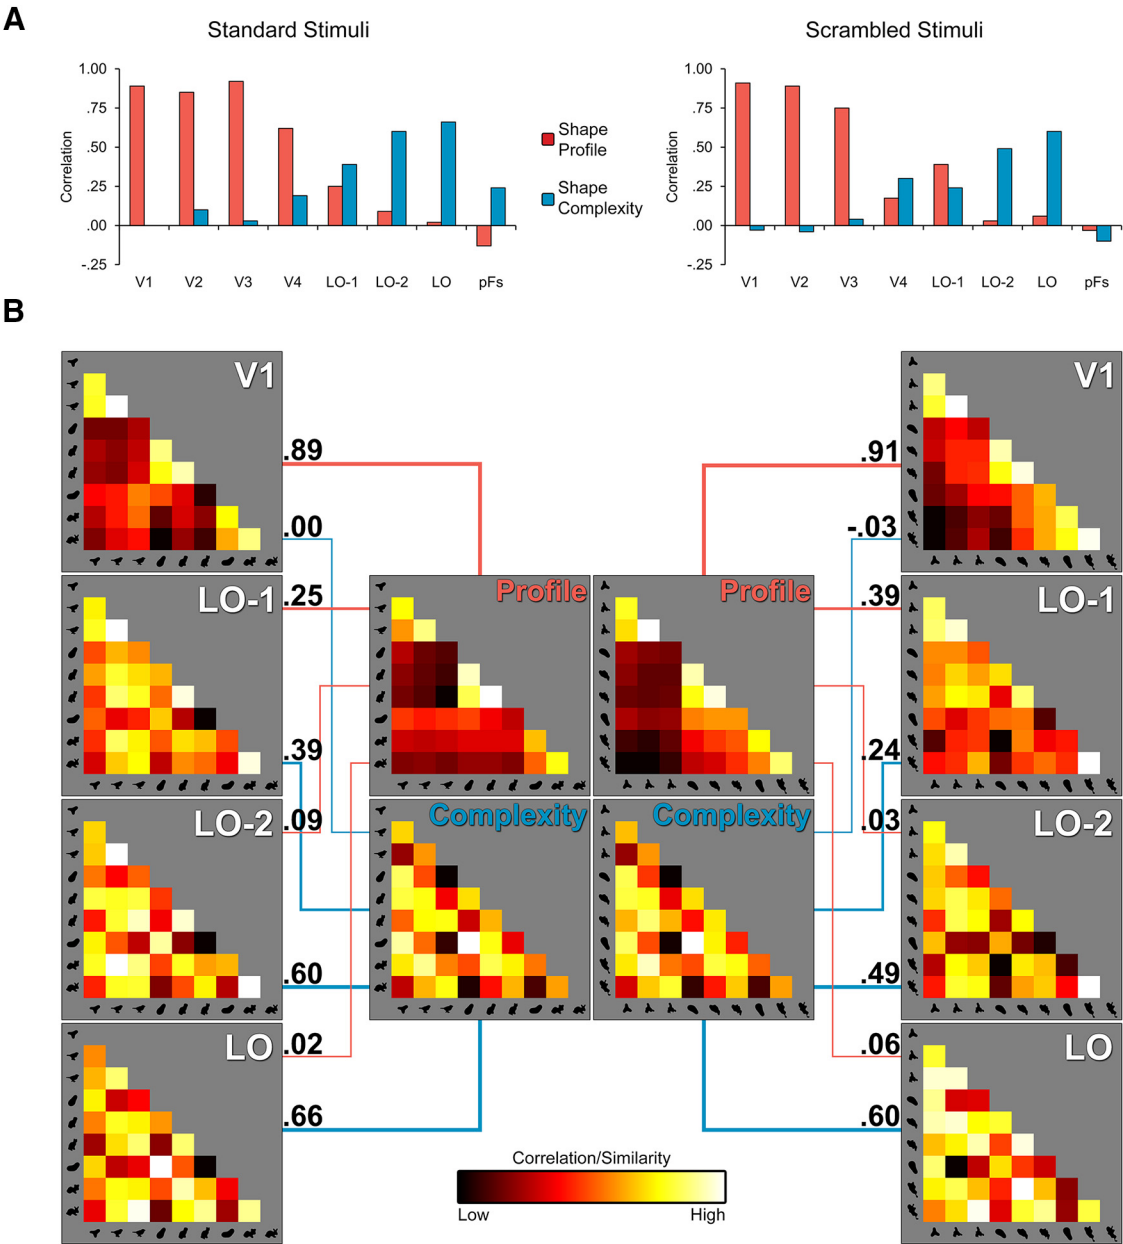 A
Standard Stimuli
Scrambled Stimuli
1.00
.75
.50
.25
.00
-.25
Correlation
V1 V2 V3 V4 LO-1 LO-2 LO pFs
Shape
Profile
Shape
Complexity
1.00
.75
.50
.25
.00
-.25
Correlation
V1 V2 V3 V4 LO-1 LO-2 LO pFs
B
V1
.89
.00
LO-1
.25
.39
LO-2
.09
.60
LO
.02
.66
Profile
Profile
Complexity
Complexity
V1
.91
-.03
LO-1
.39
.24
LO-2
.03
.49
LO
.06
.60
Correlation/Similarity
Low High